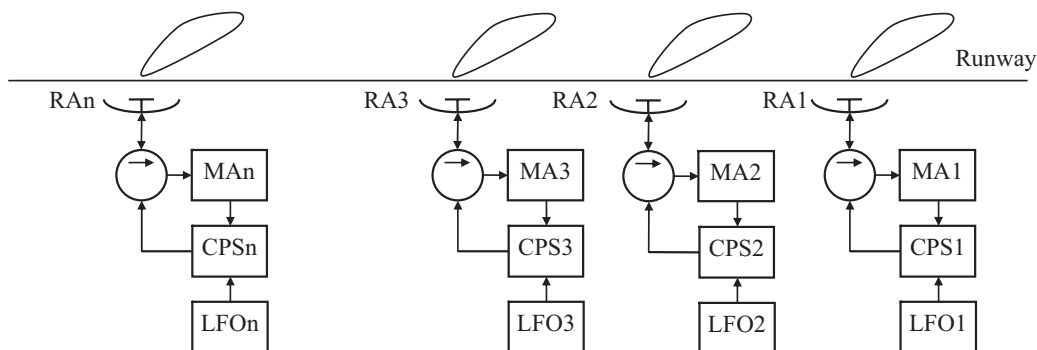 Runway
RAn RA3 RA2 RA1
MAn MA3 MA2 MA1
CPSn CPS3 CPS2 CPS1
LFOn LFO3 LFO2 LFO1